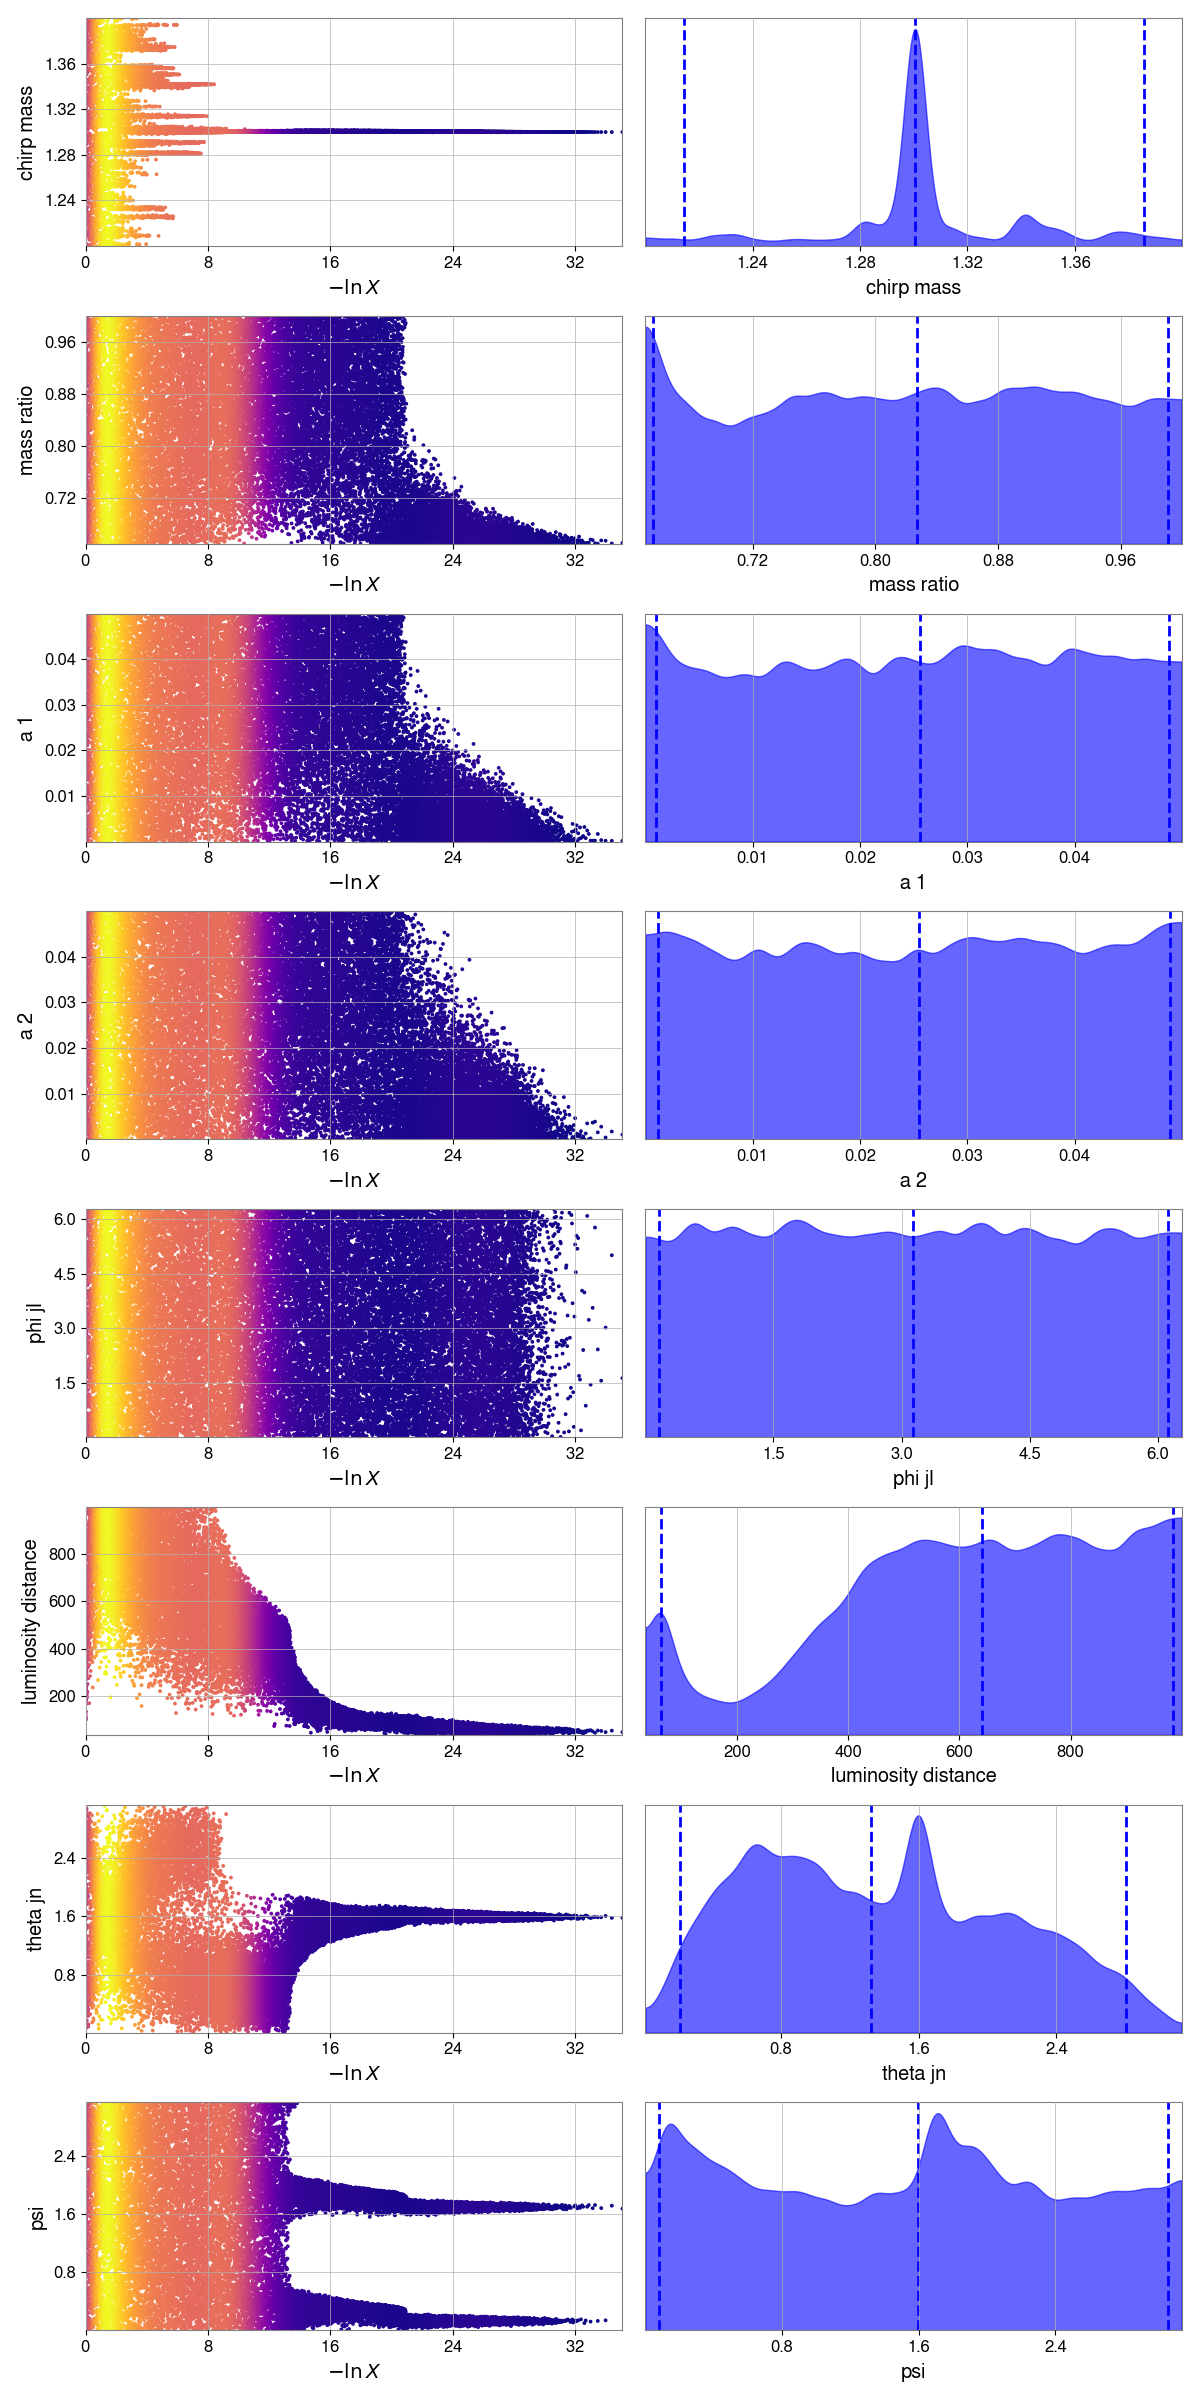 chirp mass
1.36
1.32
1.28
1.24
0 8 16 24 32
−ln X
1.24 1.28 1.32 1.36
chirp mass
mass ratio
0.96
0.88
0.80
0.72
0 8 16 24 32
−ln X
0.72 0.80 0.88 0.96
mass ratio
a 1
0.04
0.03
0.02
0.01
0 8 16 24 32
−ln X
0.01 0.02 0.03 0.04
a 1
a 2
0.04
0.03
0.02
0.01
0 8 16 24 32
−ln X
0.01 0.02 0.03 0.04
a 2
phi jl
6.0
4.5
3.0
1.5
0 8 16 24 32
−ln X
1.5 3.0 4.5 6.0
phi jl
luminosity distance
800
600
400
200
0 8 16 24 32
−ln X
200 400 600 800
luminosity distance
theta jn
2.4
1.6
0.8
0 8 16 24 32
−ln X
0.8 1.6 2.4
theta jn
psi
2.4
1.6
0.8
0 8 16 24 32
−ln X
0.8 1.6 2.4
psi